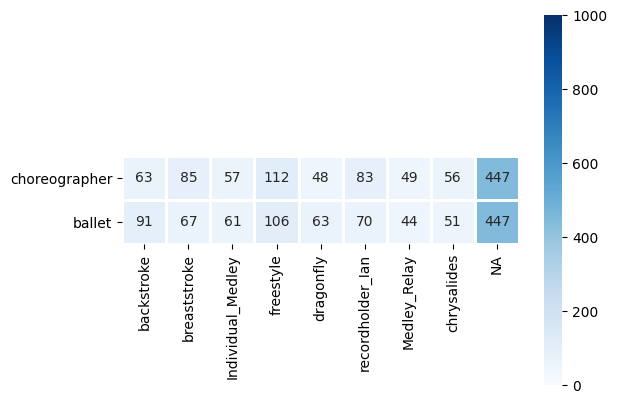 1000
800
600
400
200
0
choreographer 63 85 57 112 48 83 49 56 447
ballet 91 67 61 106 63 70 44 51 447
backstroke
breaststroke
Individual_Medley
freestyle
dragonfly
recordholder_Ian
Medley_Relay
chrysalides
NA